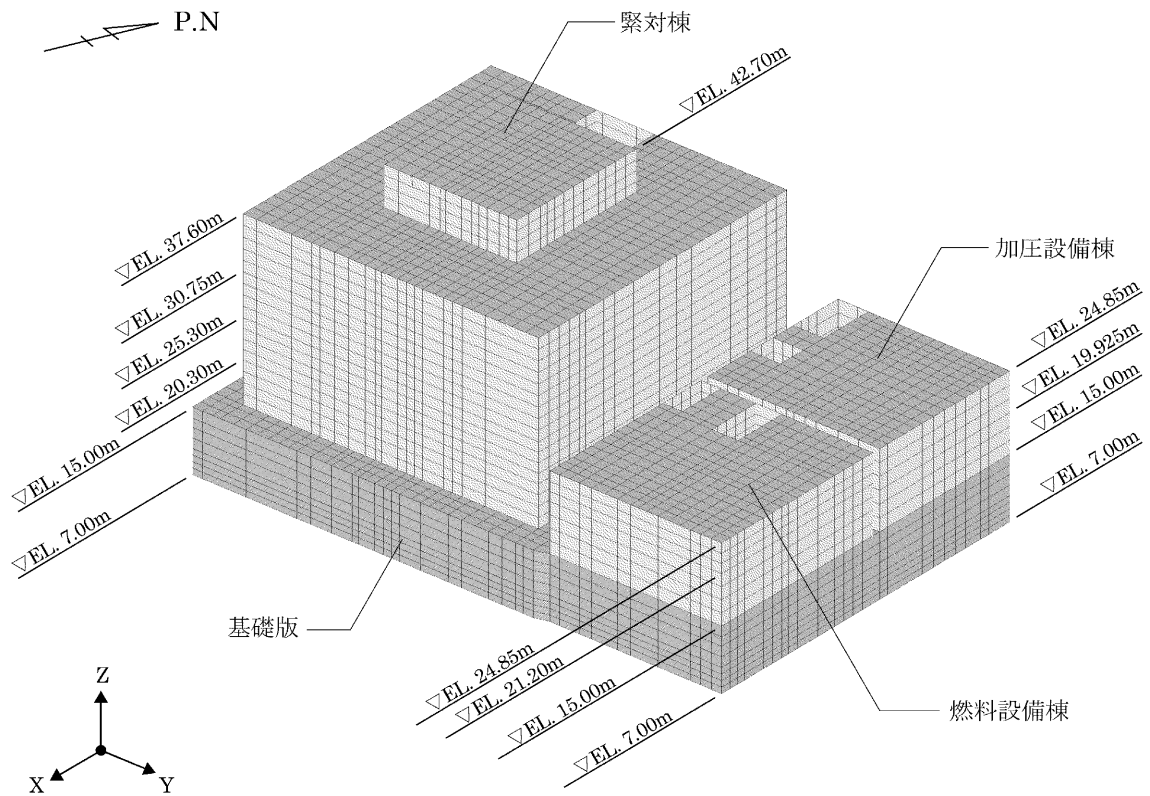 P.N
緊対棟
▽EL. 42.70m
▽EL. 37.60m
▽EL. 30.75m
▽EL. 25.30m
▽EL. 20.30m
▽EL. 15.00m
▽EL. 7.00m
加圧設備棟
▽EL. 24.85m
▽EL. 19.925m
▽EL. 15.00m
▽EL. 7.00m
基礎版
▽EL. 24.85m
▽EL. 21.20m
▽EL. 15.00m
▽EL. 7.00m
燃料設備棟
Z
X
Y